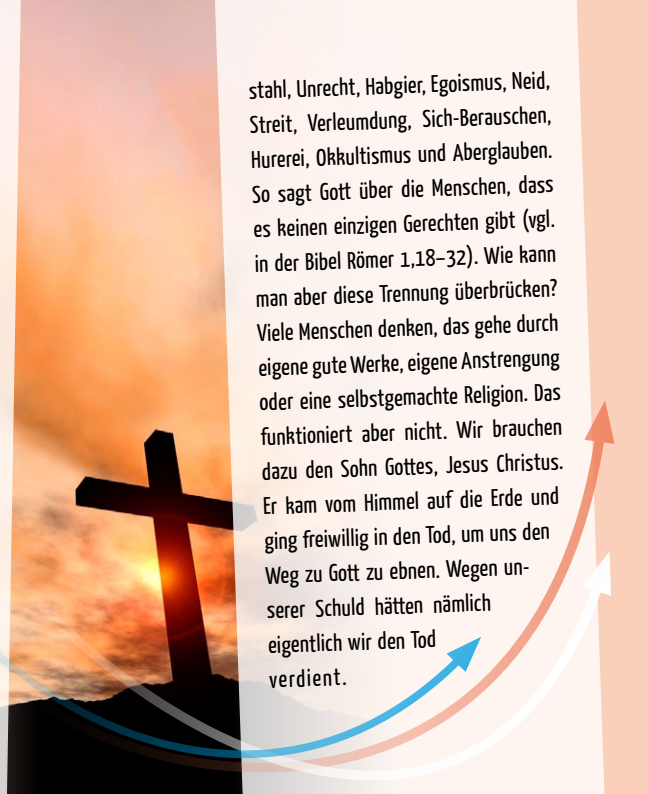 stahl, Unrecht, Habgier, Egoismus, Neid,
Streit, Verleumdung, Sich-Berauschen,
Hurerei, Okkultismus und Aberglauben.
So sagt Gott über die Menschen, dass
es keinen einzigen Gerechten gibt (vgl.
in der Bibel Römer 1,18–32). Wie kann
man aber diese Trennung überbrücken?
Viele Menschen denken, das gehe durch
eigene gute Werke, eigene Anstrengung
oder eine selbstgemachte Religion. Das
funktioniert aber nicht. Wir brauchen
dazu den Sohn Gottes, Jesus Christus.
Er kam vom Himmel auf die Erde und
ging freiwillig in den Tod, um uns den
Weg zu Gott zu ebnen. Wegen un-
serer Schuld hätten nämlich
eigentlich wir den Tod
verdient.